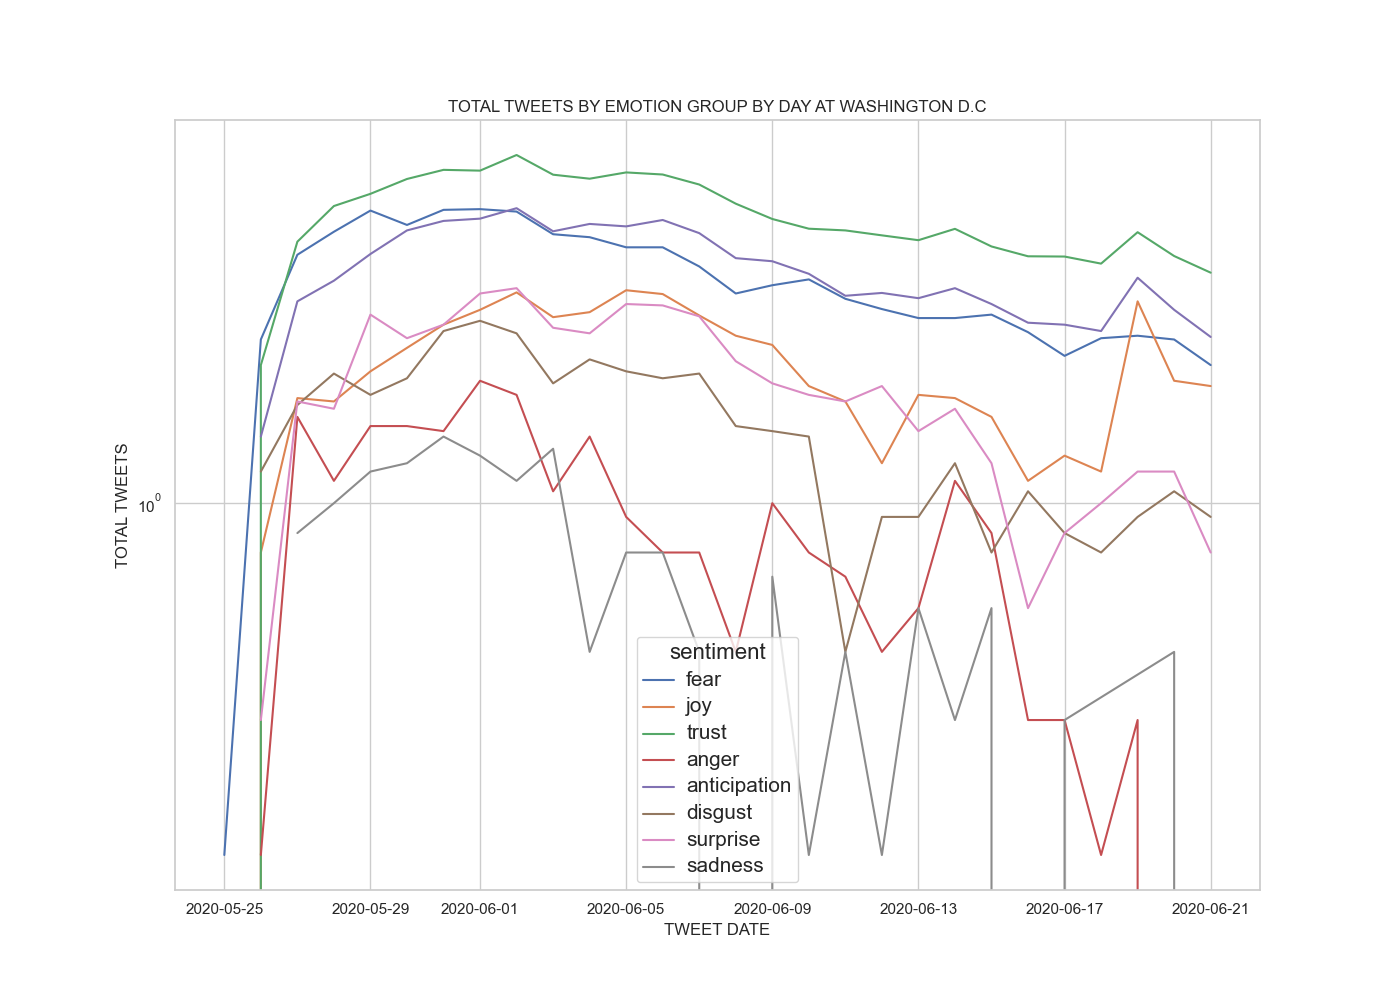 TOTAL TWEETS BY EMOTION GROUP BY DAY AT WASHINGTON D.C
TOTAL TWEETS
10^0
sentiment
fear
joy
trust
anger
anticipation
disgust
surprise
sadness
2020-05-25 2020-05-29 2020-06-01 2020-06-05 2020-06-09 2020-06-13 2020-06-17 2020-06-21
TWEET DATE